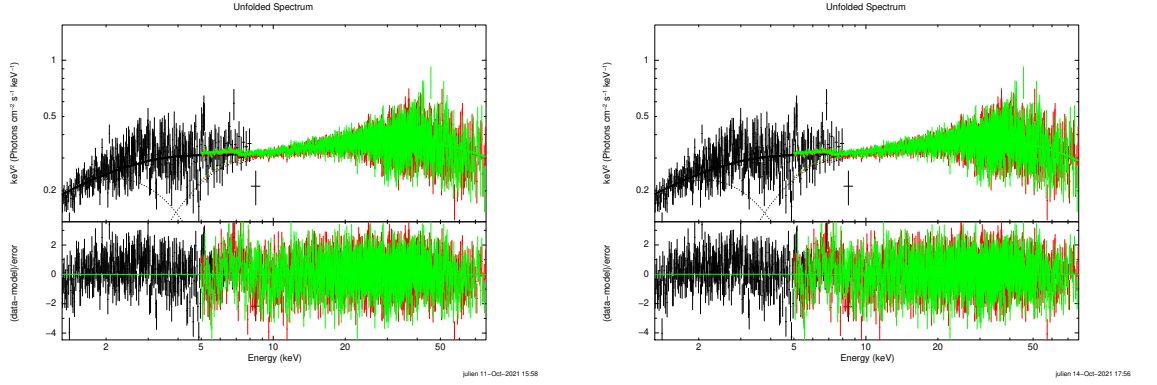 Unfolded Spectrum
keV² (Photons cm⁻² s⁻¹ keV⁻¹)
1
0.5
0.2
(data−model)/error
2
0
−2
−4
2
5
10
20
50
Energy (keV)
julien 11−Oct−2021 15:58
Unfolded Spectrum
keV² (Photons cm⁻² s⁻¹ keV⁻¹)
1
0.5
0.2
(data−model)/error
2
0
−2
−4
2
5
10
20
50
Energy (keV)
julien 14−Oct−2021 17:56